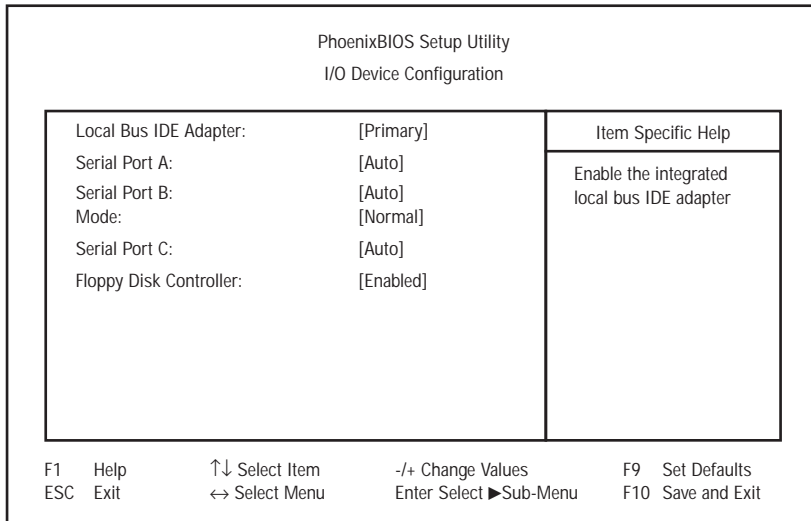 PhoenixBIOS Setup Utility
I/O Device Configuration
Local Bus IDE Adapter: [Primary]
Serial Port A: [Auto]
Serial Port B: [Auto]
Mode: [Normal]
Serial Port C: [Auto]
Floppy Disk Controller: [Enabled]
Item Specific Help
Enable the integrated
local bus IDE adapter
F1 Help ↑↓ Select Item -/+ Change Values F9 Set Defaults
ESC Exit ↔ Select Menu Enter Select ▶Sub-Menu F10 Save and Exit